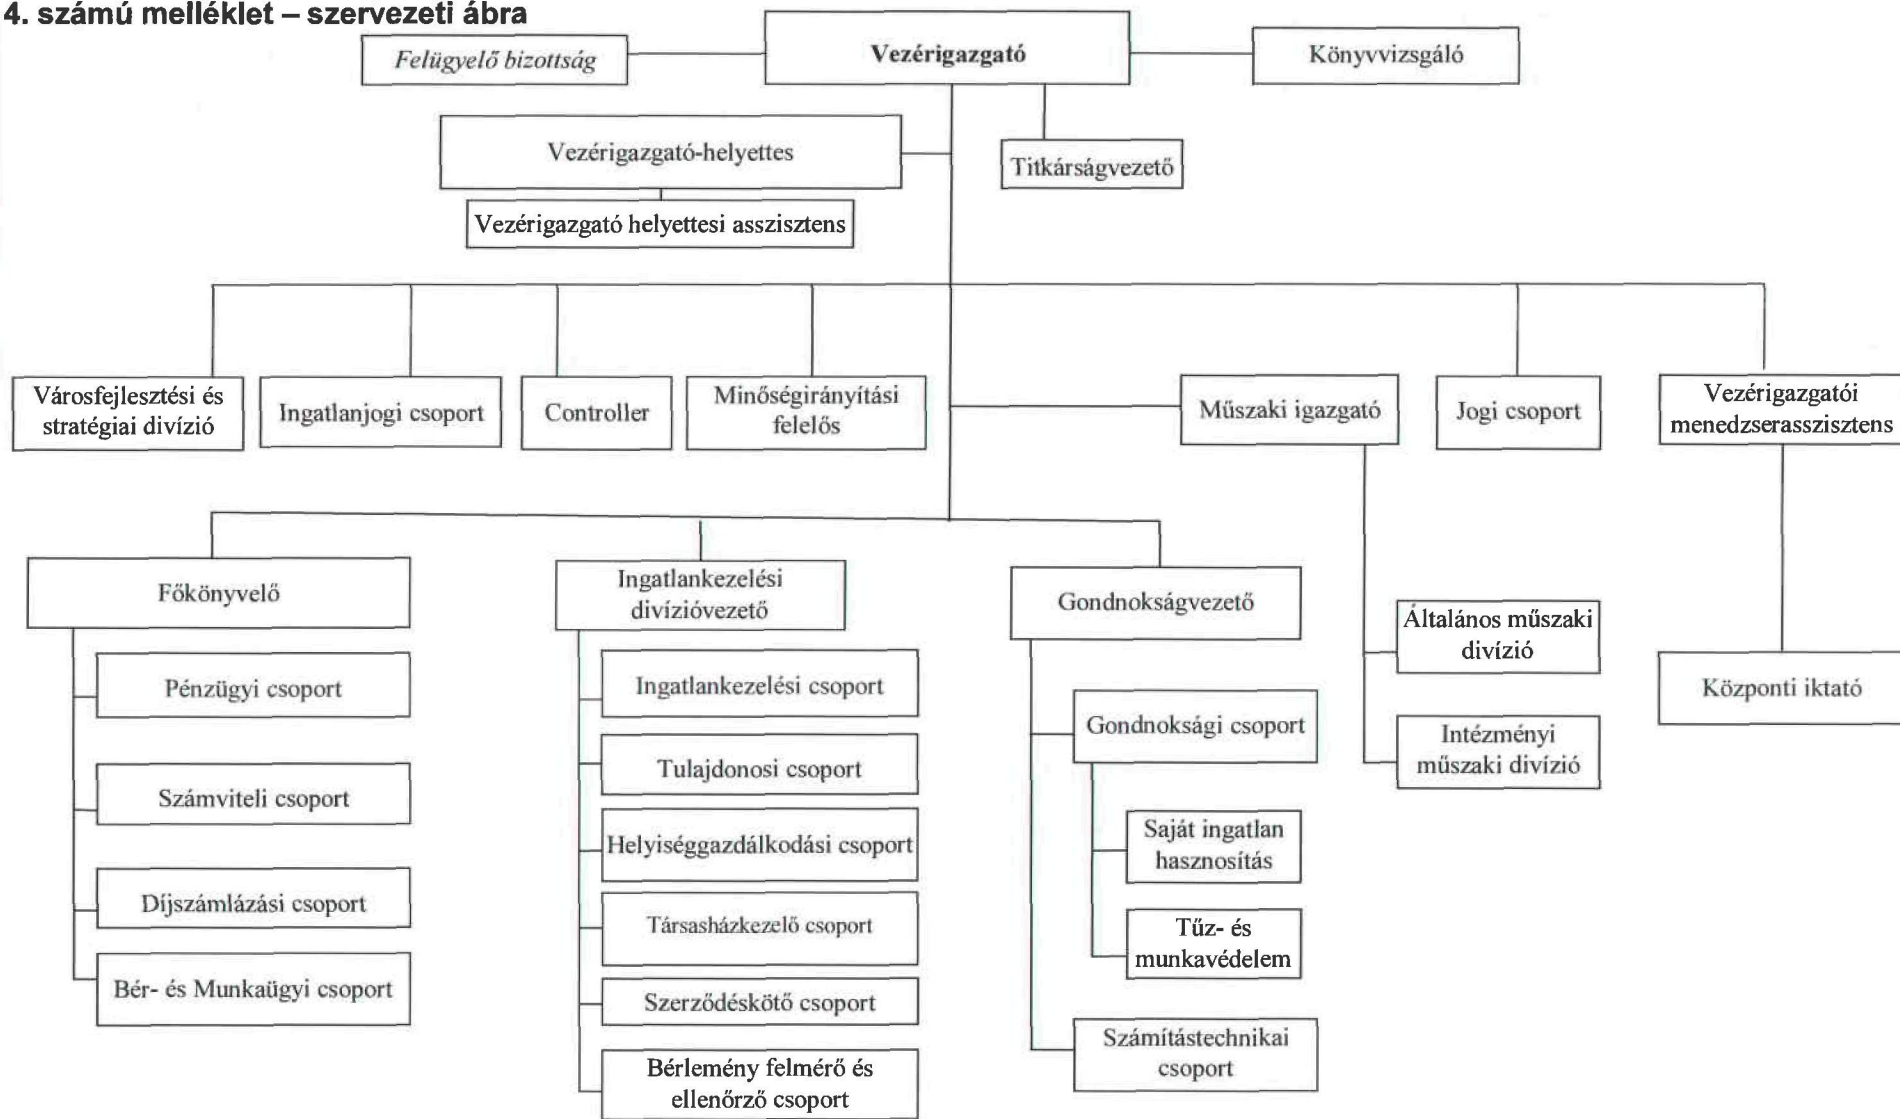 4. számú melléklet – szervezeti ábra
Felügyelő bizottság
Vezérigazgató
Könyvvizsgáló
Vezérigazgató-helyettes
Titkárságvezető
Vezérigazgató helyettesi asszisztens
Városfejlesztési és
stratégiai divízió
Ingatlanjogi csoport
Controller
Minőségirányítási
felelős
Műszaki igazgató
Jogi csoport
Vezérigazgatói
menedzserasszisztens
Főkönyvelő
Pénzügyi csoport
Számviteli csoport
Díjszámlázási csoport
Bér- és Munkaügyi csoport
Ingatlankezelési
divízióvezető
Ingatlankezelési csoport
Tulajdonosi csoport
Helyiséggazdálkodási csoport
Társasházkezelő csoport
Szerződéskötő csoport
Bérlemény felmérő és
ellenőrző csoport
Gondnokságvezető
Gondnoksági csoport
Saját ingatlan
hasznosítás
Tűz- és
munkavédelem
Számítástechnikai
csoport
Általános műszaki
divízió
Intézményi
műszaki divízió
Központi iktató